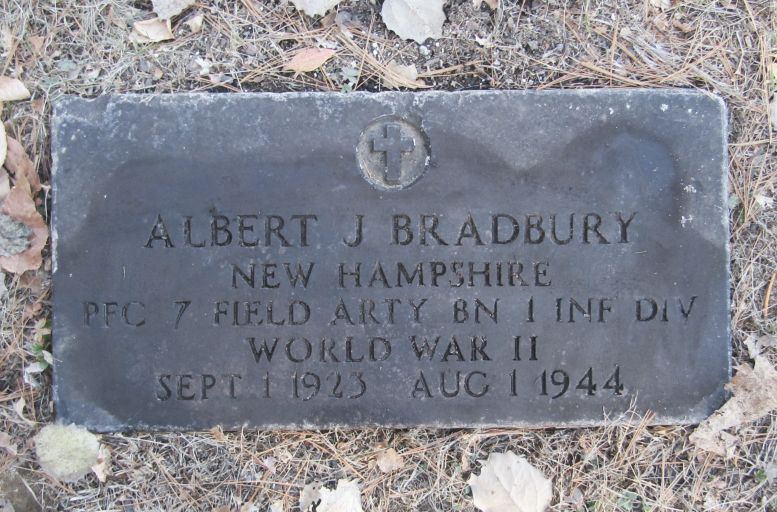 ALBERT J BRADBURY
NEW HAMPSHIRE
PFC 7 FIELD ARTY BN 1 INF DIV
WORLD WAR II
SEPT 1 1923 AUG 1 1944